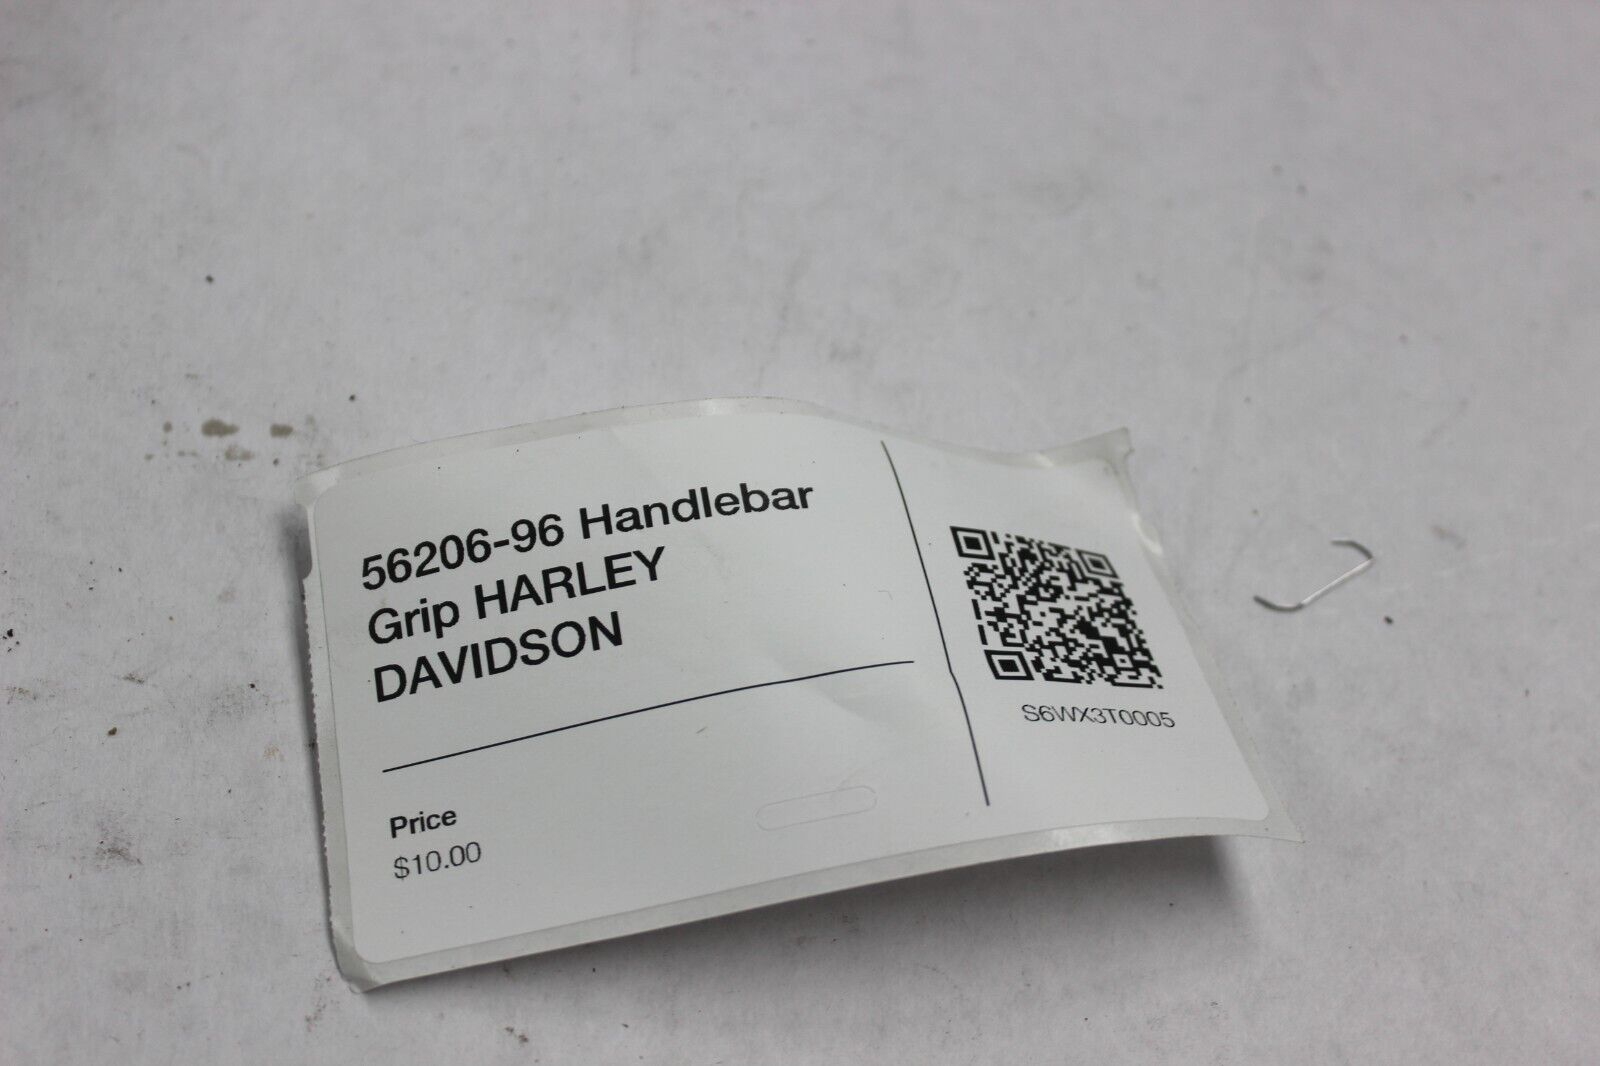 56206-96 Handlebar
Grip HARLEY
DAVIDSON
Price
$10.00
S6WX3T0005